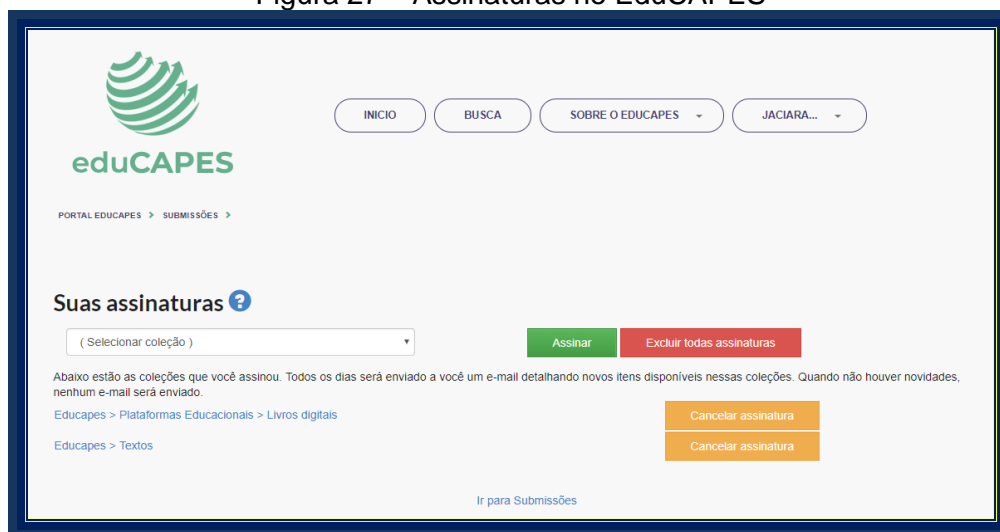 Figura 27 – Assinaturas no EduCAPES
eduCAPES
INICIO
BUSCA
SOBRE O EDUCAPES
JACIARA...
PORTAL EDUCAPES > SUBMISSÕES >
Suas assinaturas ?
( Selecionar coleção )
Assinar
Excluir todas assinaturas
Abaixo estão as coleções que você assinou. Todos os dias será enviado a você um e-mail detalhando novos itens disponíveis nessas coleções. Quando não houver novidades,
nenhum e-mail será enviado.
Educapes > Plataformas Educacionais > Livros digitais
Cancelar assinatura
Educapes > Textos
Cancelar assinatura
Ir para Submissões